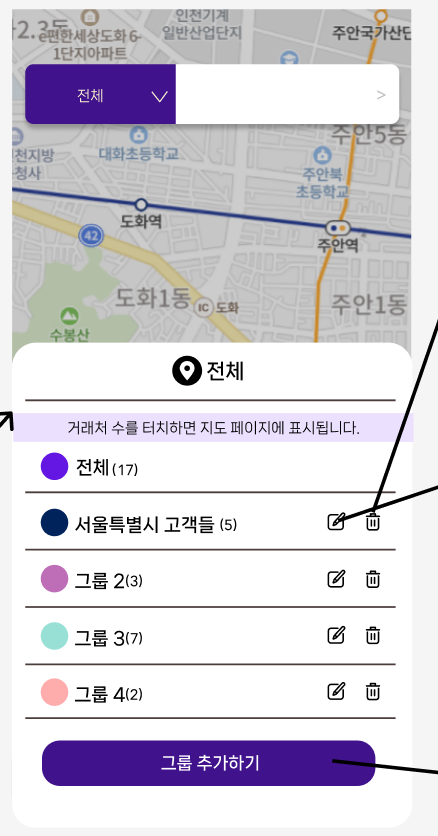 2.3동
e편한세상도화 6-
1단지아파트
인천기계
일반산업단지
주안국가산단
전체
>
주안5동
천지방
청사
대화초등학교
주안북
초등학교
도화역
42
주안역
도화1동
IC 도화
주안1동
수봉산
전체
거래처 수를 터치하면 지도 페이지에 표시됩니다.
전체 (17)
서울특별시 고객들 (5)
그룹 2(3)
그룹 3(7)
그룹 4(2)
그룹 추가하기